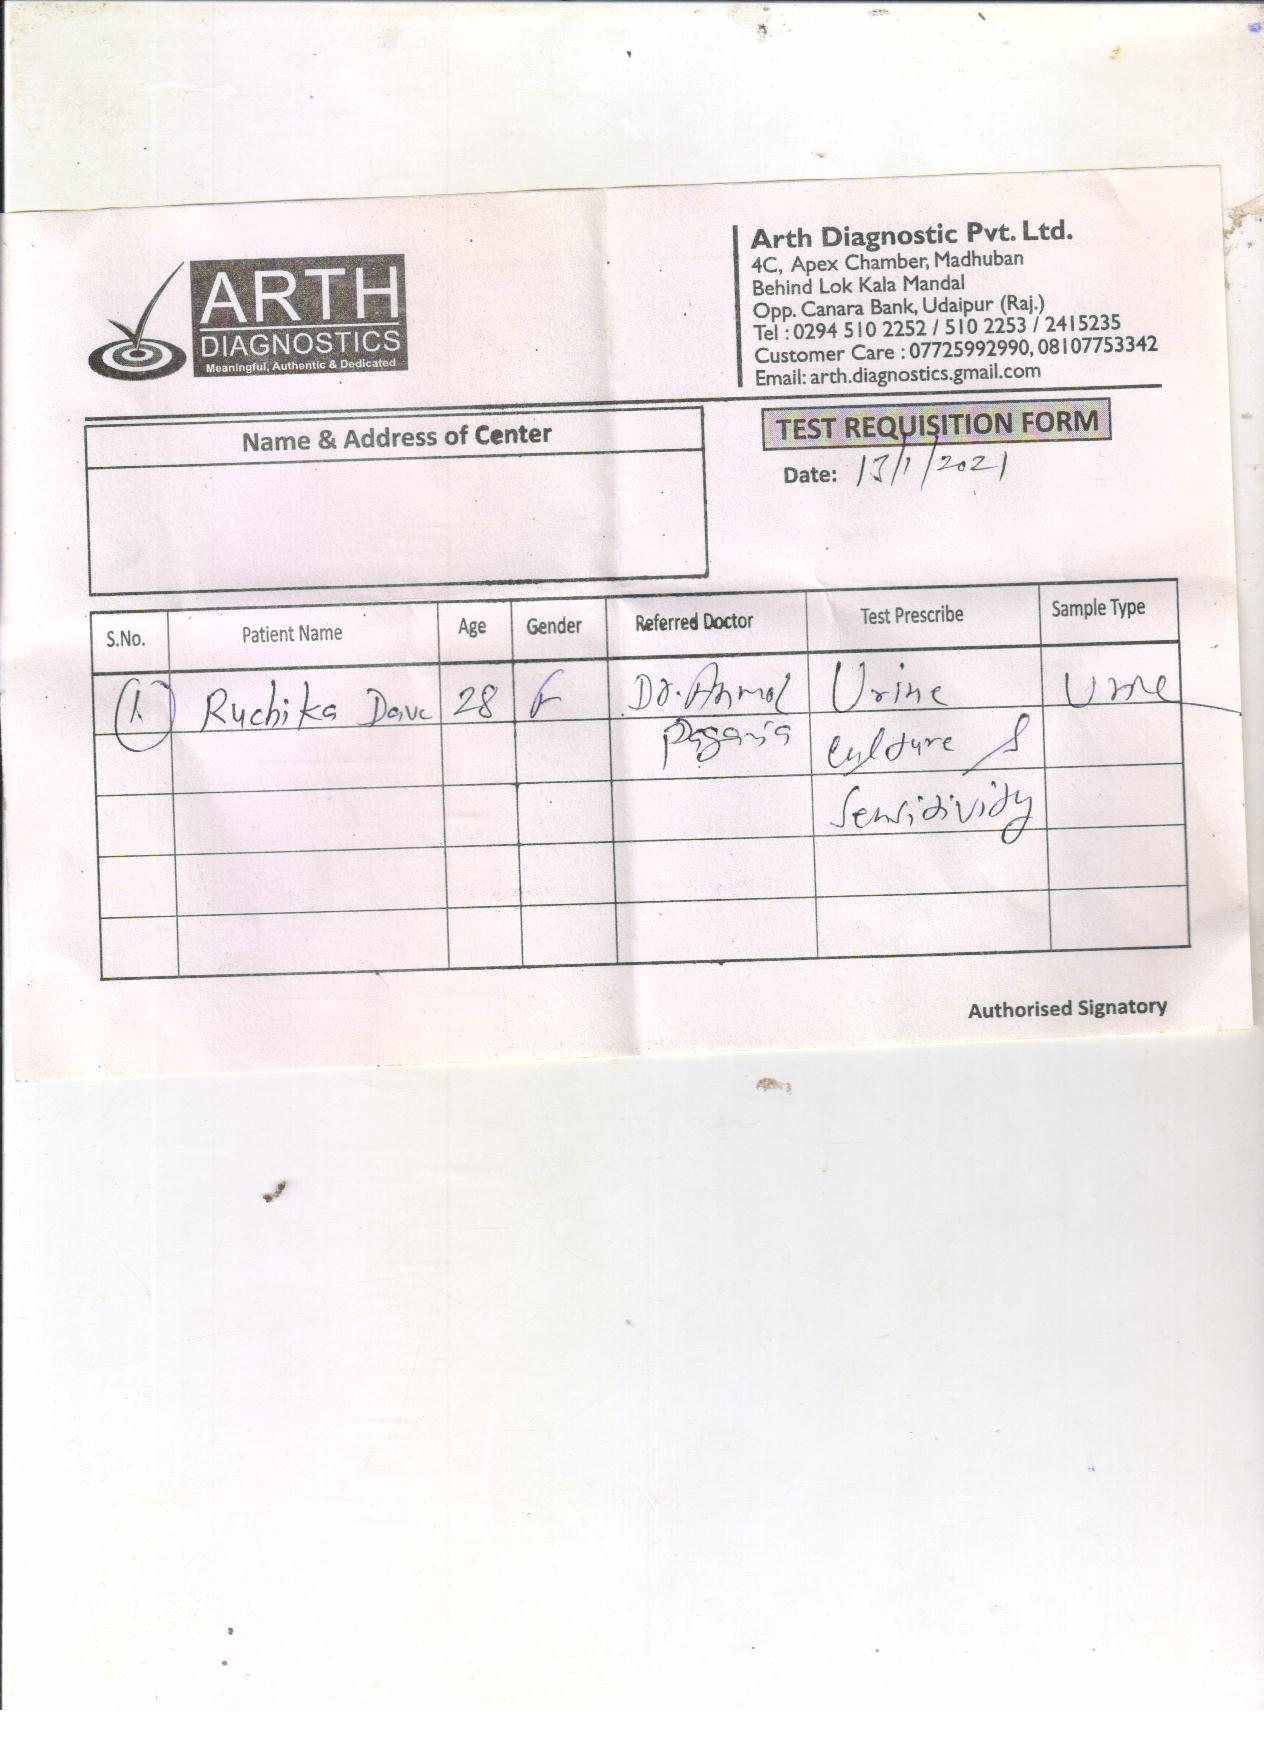 ARTH
DIAGNOSTICS
Meaningful, Authentic & Dedicated
Arth Diagnostic Pvt. Ltd.
4C, Apex Chamber, Madhuban
Behind Lok Kala Mandal
Opp. Canara Bank, Udaipur (Raj.)
Tel : 0294 510 2252 / 510 2253 / 2415235
Customer Care : 07725992990, 08107753342
Email: arth.diagnostics.gmail.com
Name & Address of Center
TEST REQUISITION FORM
Date: 13/1/2021
S.No. Patient Name Age Gender Referred Doctor Test Prescribe Sample Type
1. Ruchika Dave 28 F Dr. Anmol Urine Urine
culture &
Sensitivity
Authorised Signatory